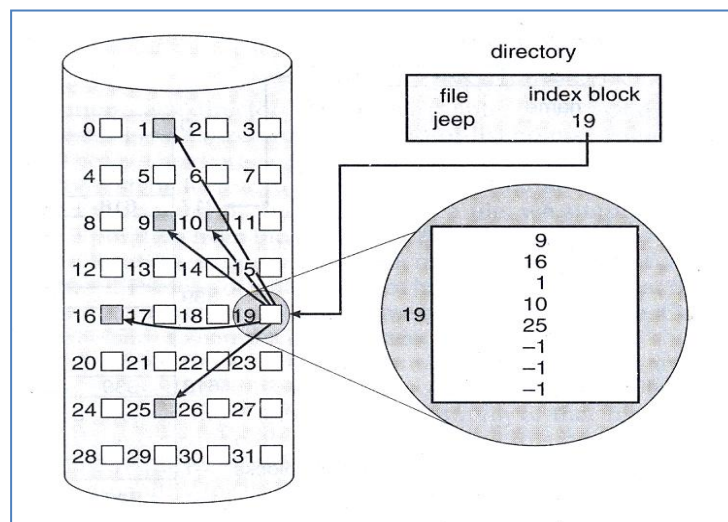 directory
file index block
jeep 19
0 1 2 3
4 5 6 7
8 9 10 11
12 13 14 15
16 17 18 19
20 21 22 23
24 25 26 27
28 29 30 31
19
9
16
1
10
25
–1
–1
–1